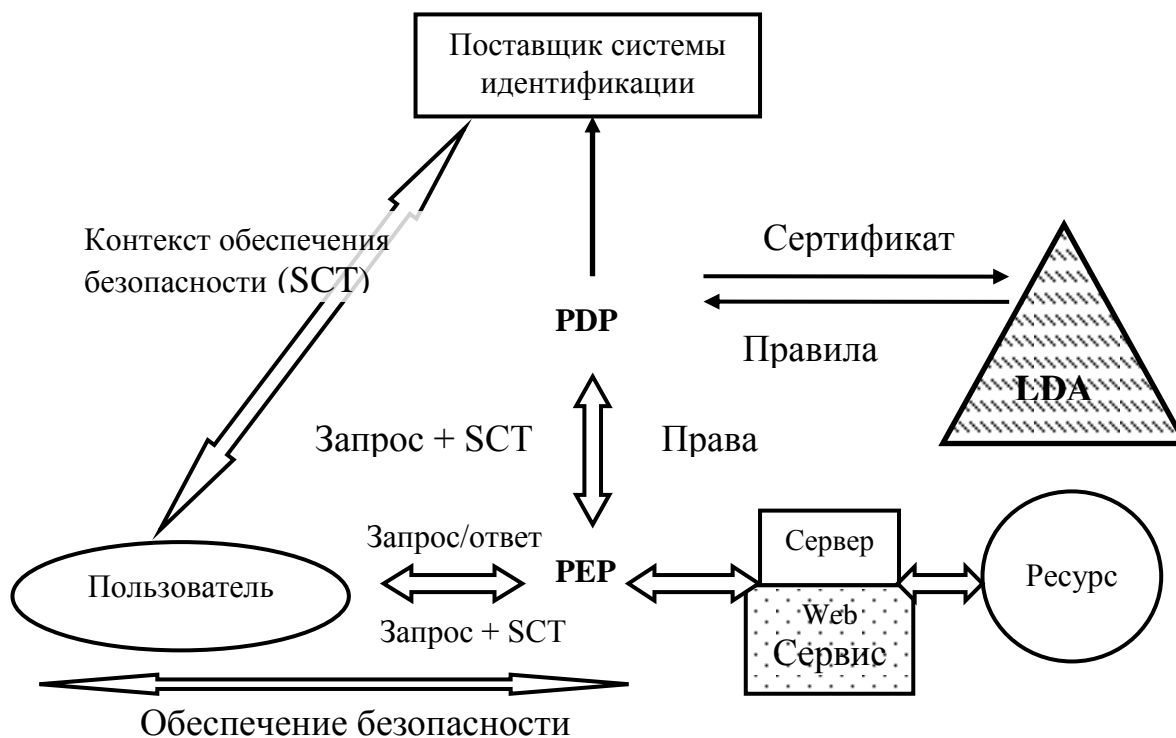 Поставщик системы
идентификации
Контекст обеспечения
безопасности (SCT)
Сертификат
PDP
Правила
LDA
Запрос + SCT
Права
Запрос/ответ
Сервер
Пользователь
PEP
Ресурс
Web
Запрос + SCT
Сервис
Обеспечение безопасности